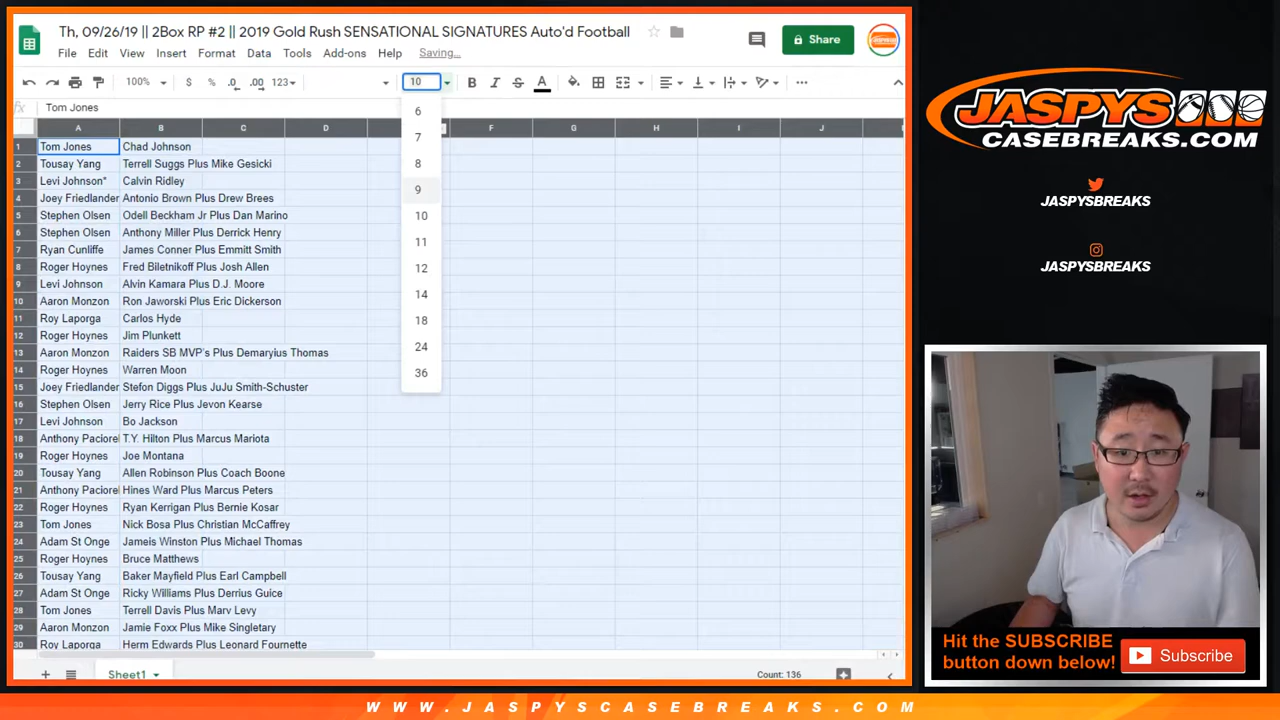 Th, 09/26/19 || 2Box RP #2 || 2019 Gold Rush SENSATIONAL SIGNATURES Auto'd Football
Share
File Edit View Insert Format Data Tools Add-ons Help Saving…
100% $ % .0 .00 123 10 B I S A
fx Tom Jones
A B C D F G H I J
1 Tom Jones Chad Johnson
2 Tousay Yang Terrell Suggs Plus Mike Gesicki
3 Levi Johnson* Calvin Ridley
4 Joey Friedlander Antonio Brown Plus Drew Brees
5 Stephen Olsen Odell Beckham Jr Plus Dan Marino
6 Stephen Olsen Anthony Miller Plus Derrick Henry
7 Ryan Cunliffe James Conner Plus Emmitt Smith
8 Roger Hoynes Fred Biletnikoff Plus Josh Allen
9 Levi Johnson Alvin Kamara Plus D.J. Moore
10 Aaron Monzon Ron Jaworski Plus Eric Dickerson
11 Roy Laporga Carlos Hyde
12 Roger Hoynes Jim Plunkett
13 Aaron Monzon Raiders SB MVP's Plus Demaryius Thomas
14 Roger Hoynes Warren Moon
15 Joey Friedlander Stefon Diggs Plus JuJu Smith-Schuster
16 Stephen Olsen Jerry Rice Plus Jevon Kearse
17 Levi Johnson Bo Jackson
18 Anthony Paciorel T.Y. Hilton Plus Marcus Mariota
19 Roger Hoynes Joe Montana
20 Tousay Yang Allen Robinson Plus Coach Boone
21 Anthony Paciorel Hines Ward Plus Marcus Peters
22 Roger Hoynes Ryan Kerrigan Plus Bernie Kosar
23 Tom Jones Nick Bosa Plus Christian McCaffrey
24 Adam St Onge Jameis Winston Plus Michael Thomas
25 Roger Hoynes Bruce Matthews
26 Tousay Yang Baker Mayfield Plus Earl Campbell
27 Adam St Onge Ricky Williams Plus Derrius Guice
28 Tom Jones Terrell Davis Plus Marv Levy
29 Aaron Monzon Jamie Foxx Plus Mike Singletary
30 Roy Laporga Herm Edwards Plus Leonard Fournette
6
7
8
9
10
11
12
14
18
24
36
Sheet1 Count: 136
JASPYS
CASEBREAKS.COM
JASPYSBREAKS
JASPYSBREAKS
Hit the SUBSCRIBE
button down below!
Subscribe
WWW.JASPYSCASEBREAKS.COM